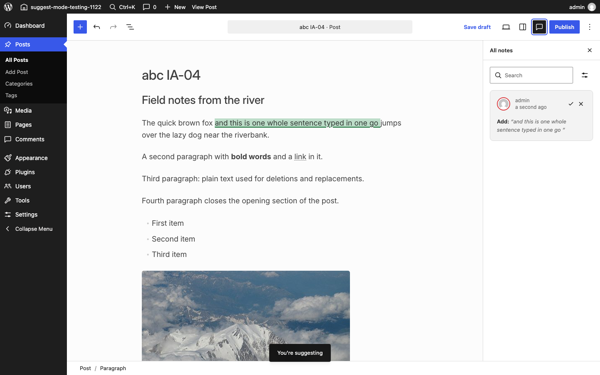 suggest-mode-testing-1122
Ctrl+K
0
New
View Post
admin
Dashboard
Posts
All Posts
Add Post
Categories
Tags
Media
Pages
Comments
Appearance
Plugins
Users
Tools
Settings
Collapse Menu
abc IA-04 · Post
Save draft
Publish
abc IA-04
Field notes from the river
The quick brown fox and this is one whole sentence typed in one go jumps
over the lazy dog near the riverbank.
A second paragraph with bold words and a link in it.
Third paragraph: plain text used for deletions and replacements.
Fourth paragraph closes the opening section of the post.
First item
Second item
Third item
You're suggesting
All notes
Search
admin
a second ago
Add: "and this is one whole
sentence typed in one go "
Post / Paragraph